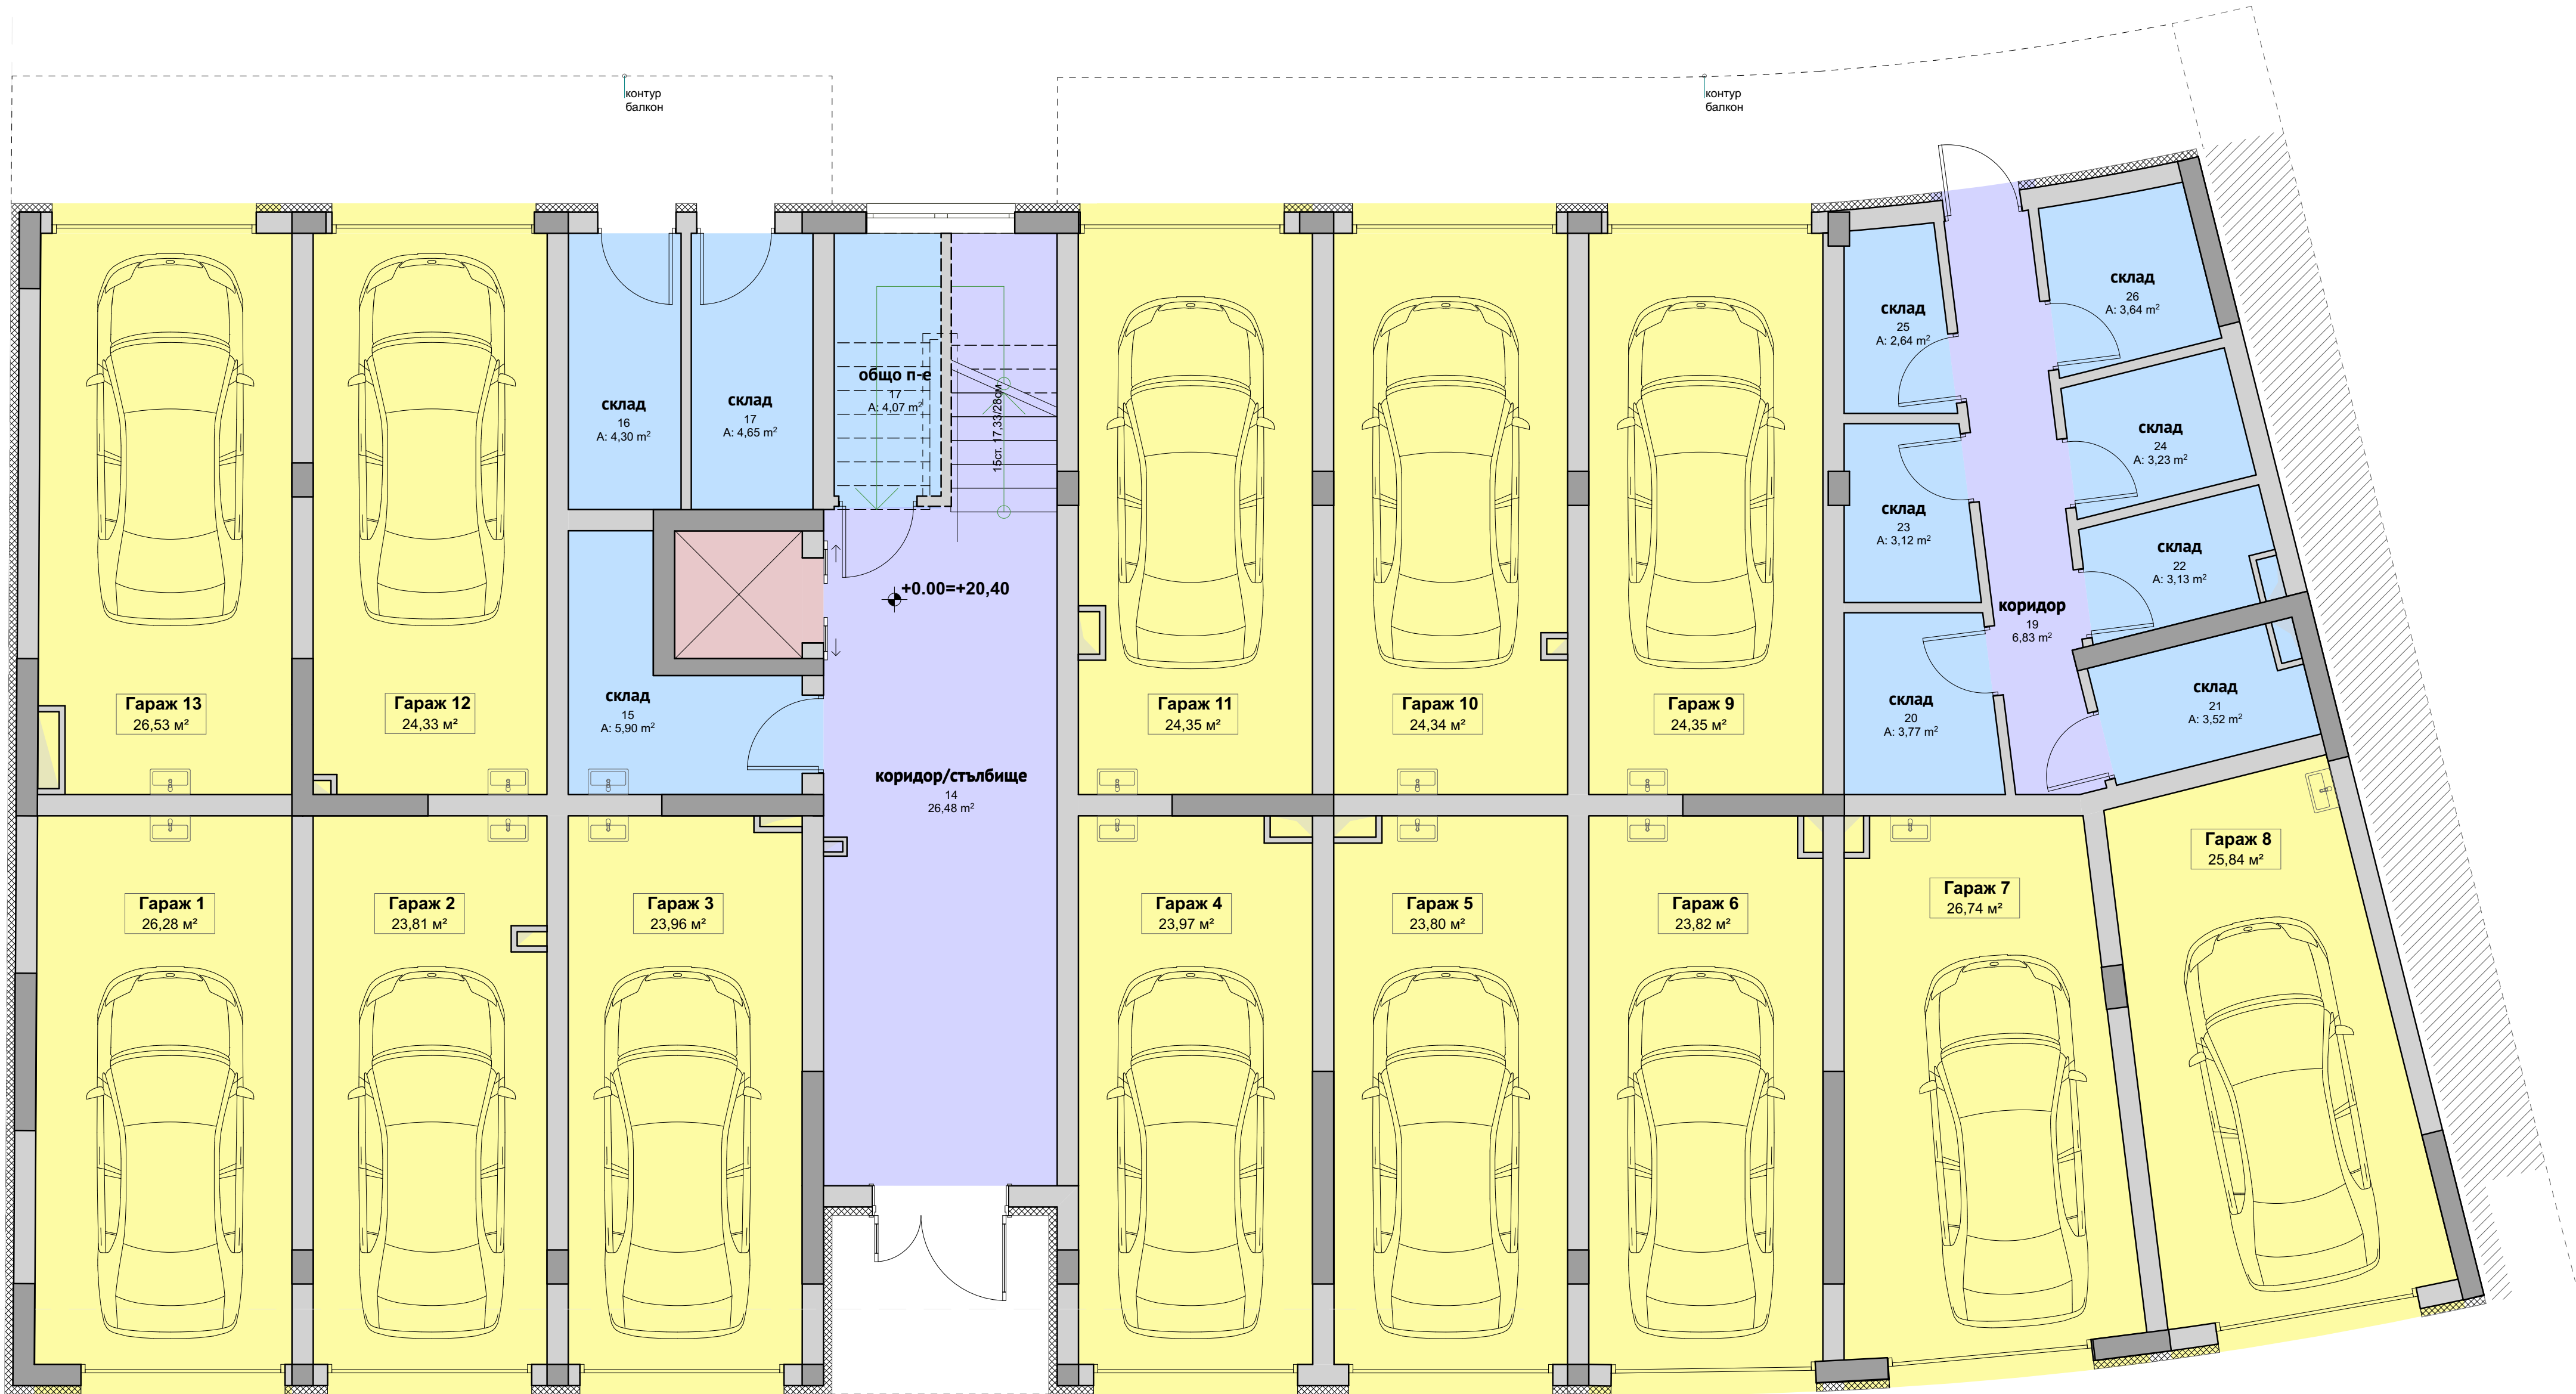 контур
балкон
контур
балкон
склад
26
A: 3,64 m²
склад
25
A: 2,64 m²
общо п-е
17
A: 4,07 m²
15ст. 17,33/28см
склад
16
A: 4,30 m²
склад
17
A: 4,65 m²
склад
24
A: 3,23 m²
склад
23
A: 3,12 m²
склад
22
A: 3,13 m²
+0.00=+20,40
коридор
19
6,83 m²
Гараж 13
26,53 м²
Гараж 12
24,33 м²
склад
15
A: 5,90 m²
Гараж 11
24,35 м²
Гараж 10
24,34 м²
Гараж 9
24,35 м²
склад
20
A: 3,77 m²
склад
21
A: 3,52 m²
коридор/стълбище
14
26,48 m²
Гараж 1
26,28 м²
Гараж 2
23,81 м²
Гараж 3
23,96 м²
Гараж 4
23,97 м²
Гараж 5
23,80 м²
Гараж 6
23,82 м²
Гараж 7
26,74 м²
Гараж 8
25,84 м²